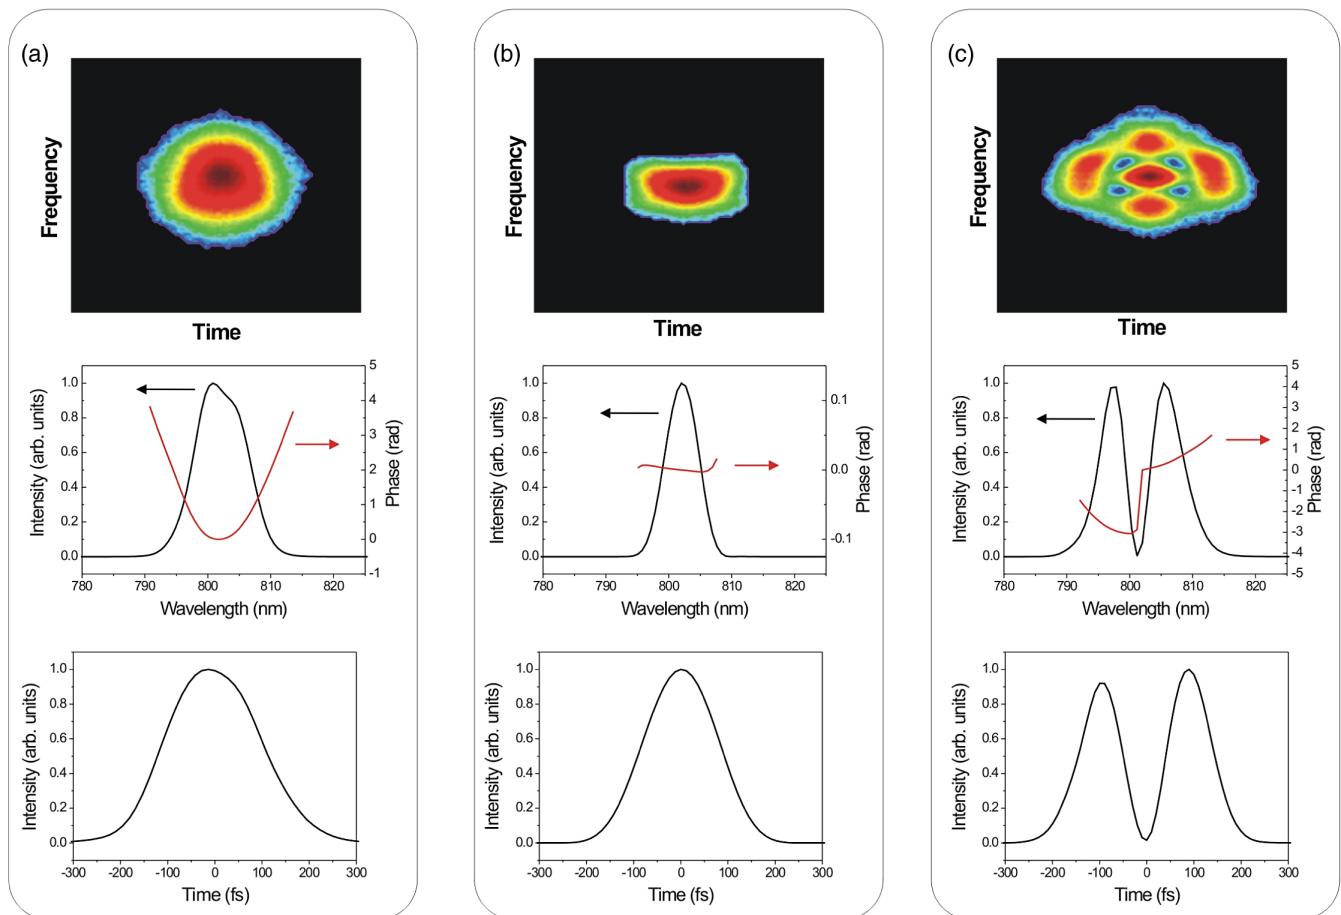 (a)
Frequency
Time
Intensity (arb. units)
1.0
0.8
0.6
0.4
0.2
0.0
5
4
3
2
1
0
-1
Phase (rad)
780 790 800 810 820
Wavelength (nm)
Intensity (arb. units)
1.0
0.8
0.6
0.4
0.2
0.0
-300 -200 -100 0 100 200 300
Time (fs)
(b)
Frequency
Time
Intensity (arb. units)
1.0
0.8
0.6
0.4
0.2
0.0
0.1
0.0
-0.1
Phase (rad)
780 790 800 810 820
Wavelength (nm)
Intensity (arb. units)
1.0
0.8
0.6
0.4
0.2
0.0
-300 -200 -100 0 100 200 300
Time (fs)
(c)
Frequency
Time
Intensity (arb. units)
1.0
0.8
0.6
0.4
0.2
0.0
5
4
3
2
1
0
-1
-2
-3
-4
-5
Phase (rad)
780 790 800 810 820
Wavelength (nm)
Intensity (arb. units)
1.0
0.8
0.6
0.4
0.2
0.0
-300 -200 -100 0 100 200 300
Time (fs)